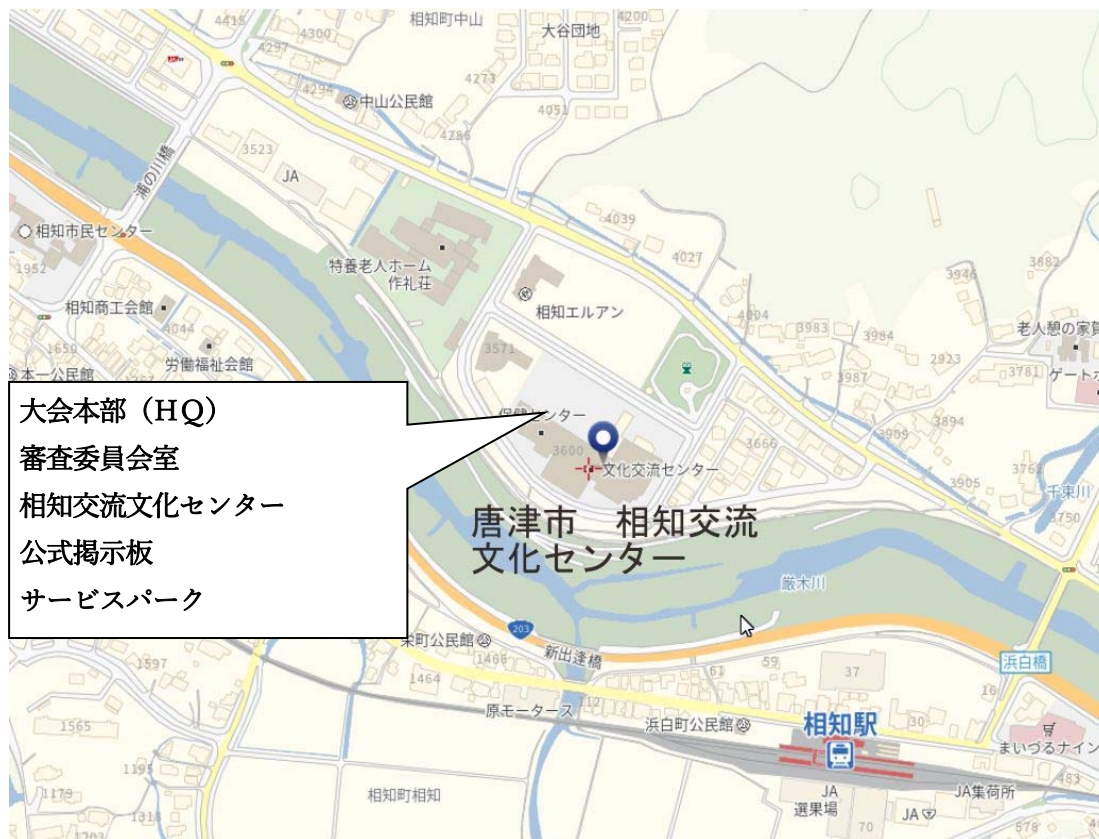 4415
4300
相知町中山
大谷団地
4200
4297
4273
4294
中山公民館
4051
4286
3523
JA
浦の川橋
4039
相知市民センター
特養老人ホーム
作礼荘
4027
3946
3882
1952
相知商工会館
相知エルアン
4004
3983
3984
老人憩の家賀
4044
1650
労働福祉会館
3571
2923
3781
ゲートボ
本一公民館
3987
大会本部（HQ）
審査委員会室
相知交流文化センター
公式掲示板
サービスパーク
保健センター
3600
文化交流センター
3666
3894
3909
3905
千束川
3750
唐津市 相知交流
文化センター
厳木川
203
栄町公民館
新出逢橋
浜白橋
1597
1466
1464
61
59
37
16
原モータース
112
浜白町公民館
相知駅
30
まいづるナイン
1565
1195
1179
483
相知町相知
JA
選果場
JA集荷所
JA
1318
1203
70
578